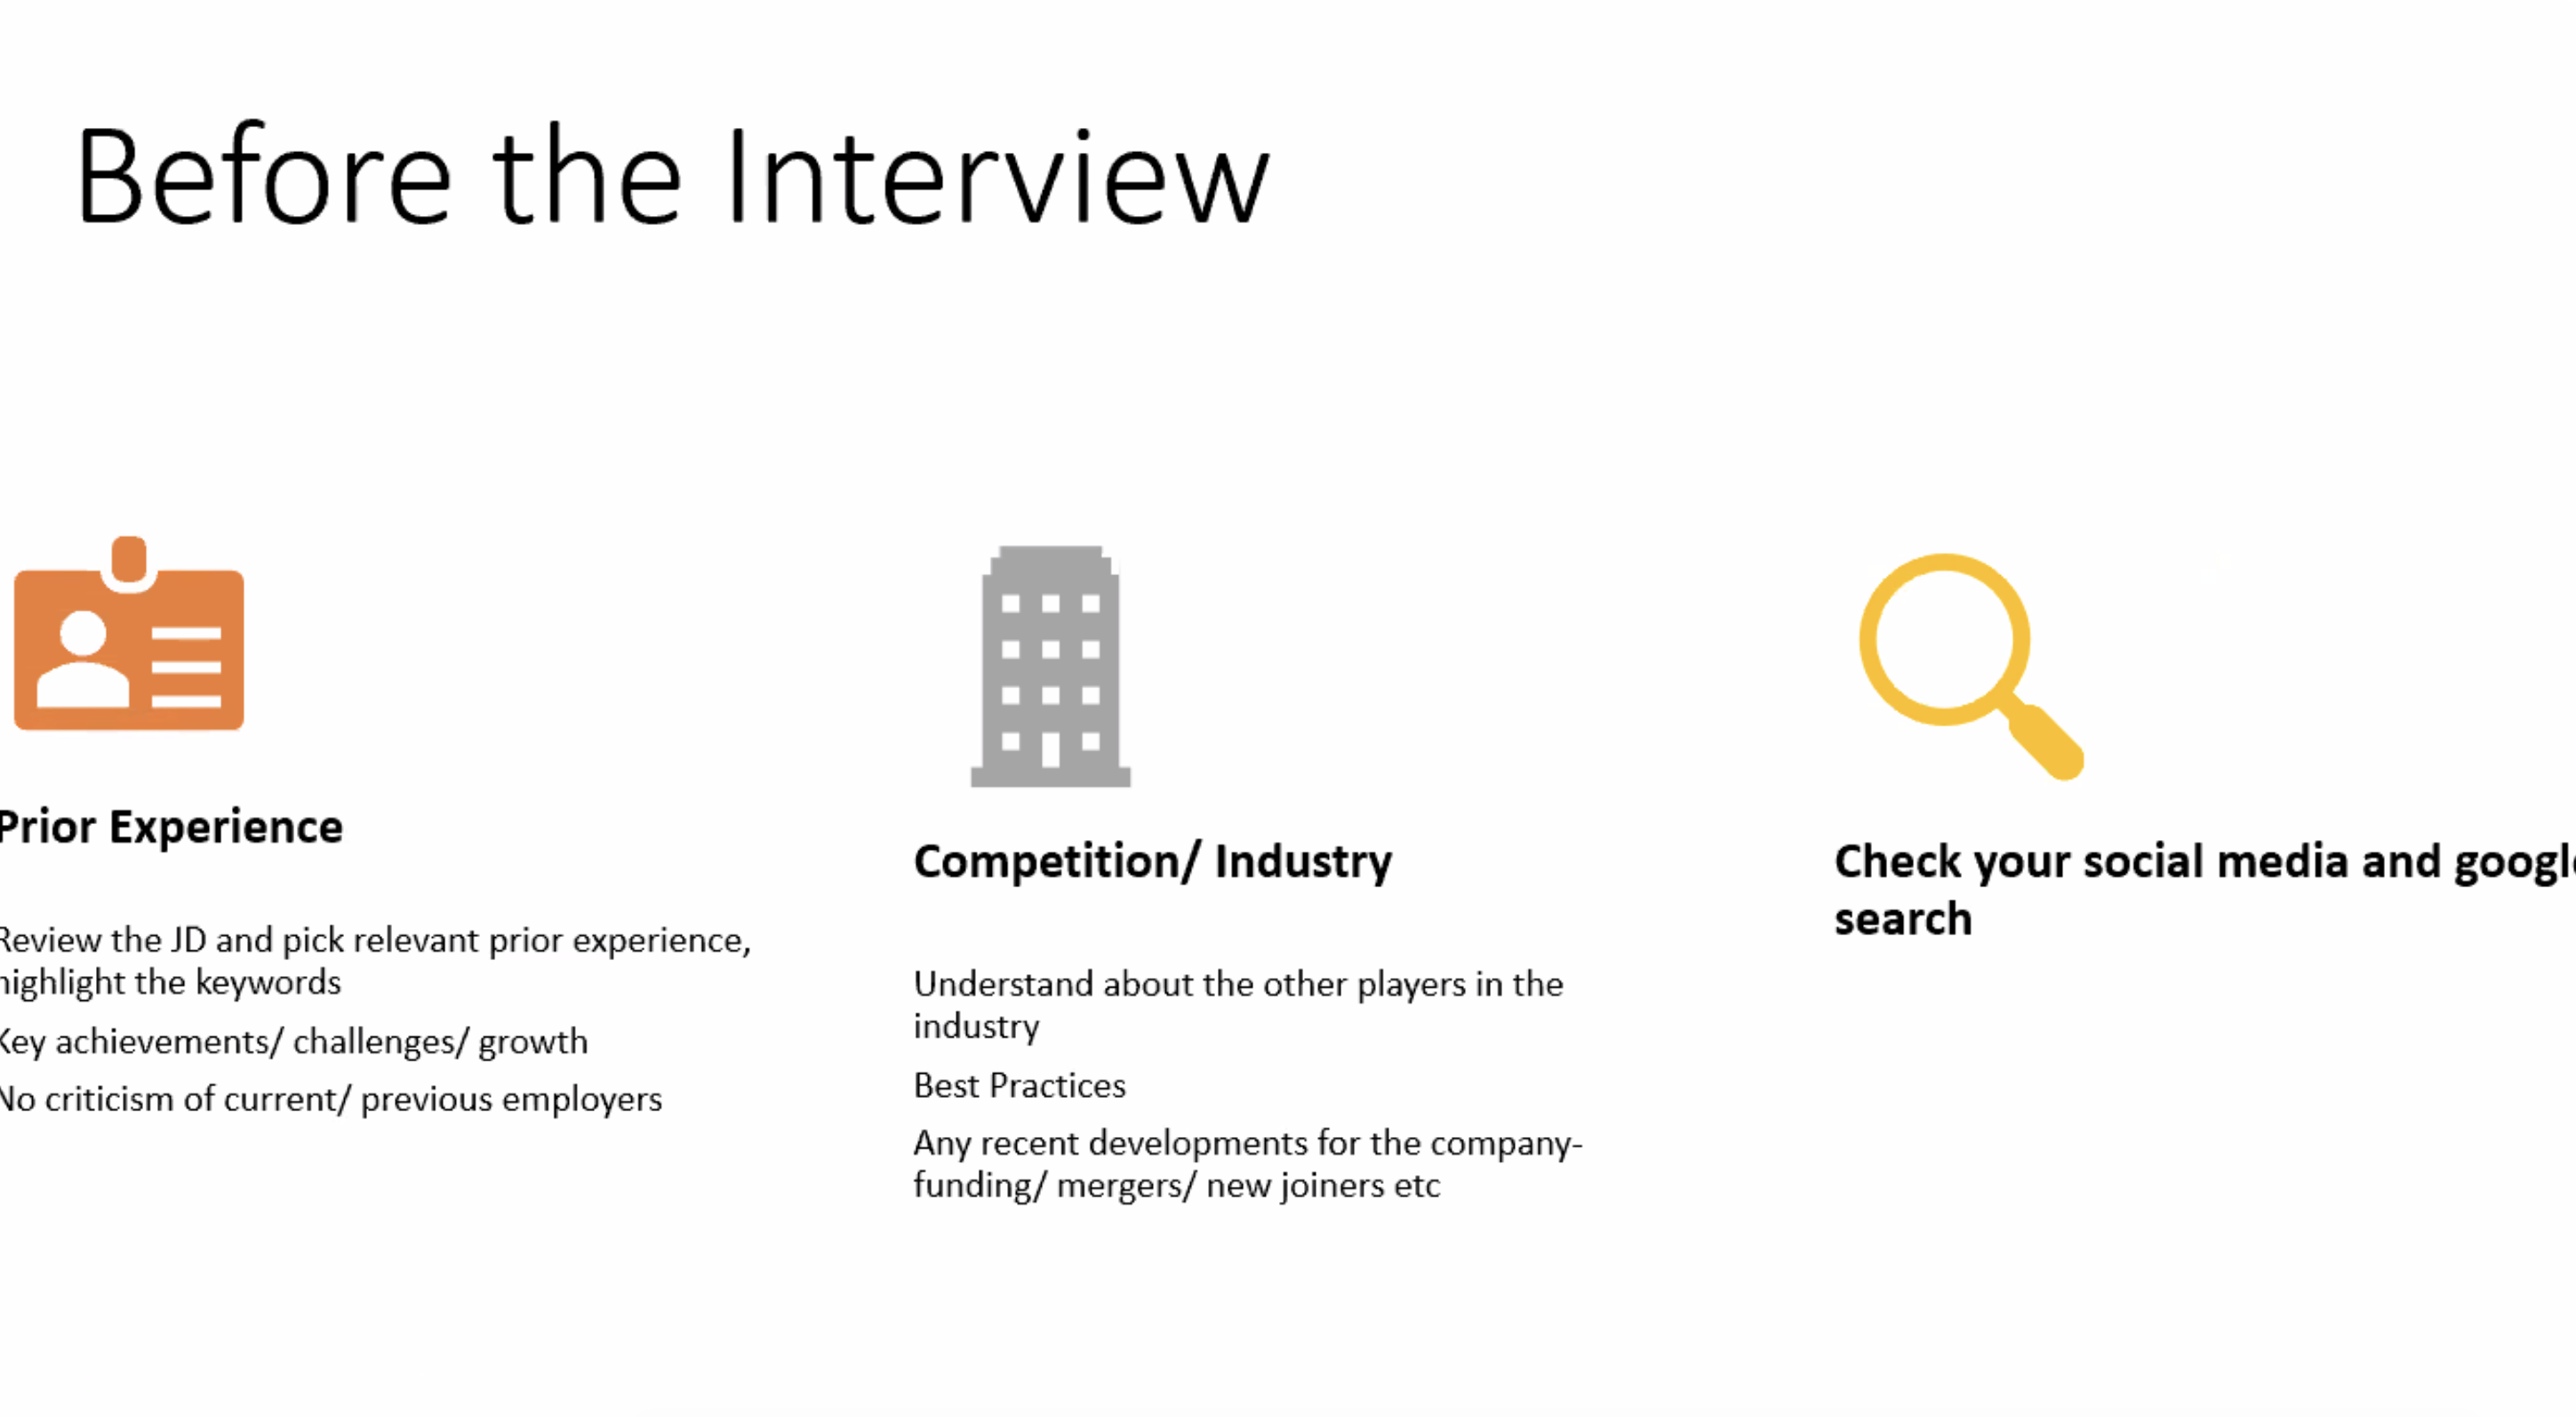 Before the Interview
Prior Experience
Review the JD and pick relevant prior experience,
highlight the keywords
Key achievements/ challenges/ growth
No criticism of current/ previous employers
Competition/ Industry
Understand about the other players in the
industry
Best Practices
Any recent developments for the company-
funding/ mergers/ new joiners etc
Check your social media and google
search